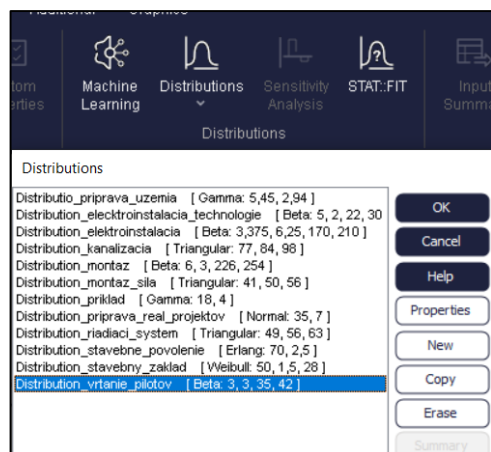 Additional Graphics
Machine Learning
Distributions
Sensitivity Analysis
STAT::FIT
Input
Distributions
Distributions
Distributio_priprava_uzemia [ Gamma: 5,45, 2,94 ]
Distribution_elecktroinstalacia_technologie [ Beta: 5, 2, 22, 30
Distribution_elektroinstalacia [ Beta: 3,375, 6,25, 170, 210 ]
Distribution_kanalizacia [ Triangular: 77, 84, 98 ]
Distribution_montaz [ Beta: 6, 3, 226, 254 ]
Distribution_montaz_sila [ Triangular: 41, 50, 56 ]
Distribution_priklad [ Gamma: 18, 4 ]
Distribution_priprava_real_projektov [ Normal: 35, 7 ]
Distribution_riadiaci_system [ Triangular: 49, 56, 63 ]
Distribution_stavebne_povolenie [ Erlang: 70, 2,5 ]
Distribution_stavebny_zaklad [ Weibull: 50, 1,5, 28 ]
Distribution_vrtanie_pilotov [ Beta: 3, 3, 35, 42 ]
OK
Cancel
Help
Properties
New
Copy
Erase
Summary